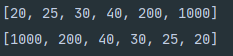 [20, 25, 30, 40, 200, 1000]
[1000, 200, 40, 30, 25, 20]